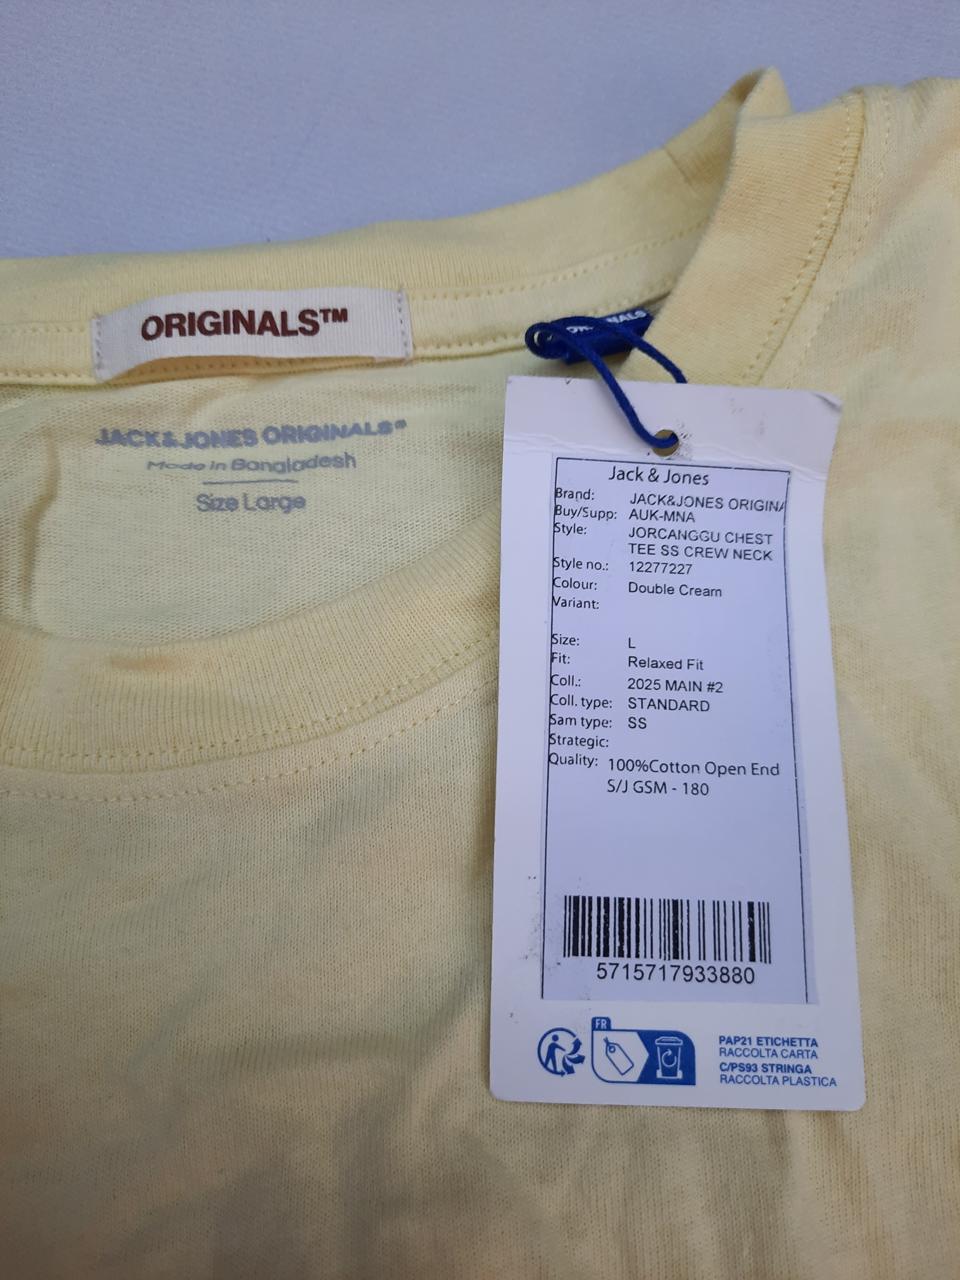 ORIGINALS™
JACK&JONES ORIGINALS®
Made in Bangladesh
Size Large
Jack & Jones
Brand: JACK&JONES ORIGINA
Buy/Supp: AUK-MNA
Style: JORCANGGU CHEST
TEE SS CREW NECK
Style no.: 12277227
Colour: Double Cream
Variant:
Size: L
Fit: Relaxed Fit
Coll.: 2025 MAIN #2
Coll. type: STANDARD
Sam type: SS
Strategic:
Quality: 100%Cotton Open End
S/J GSM - 180
5715717933880
FR
PAP21 ETICHETTA
RACCOLTA CARTA
C/PS93 STRINGA
RACCOLTA PLASTICA